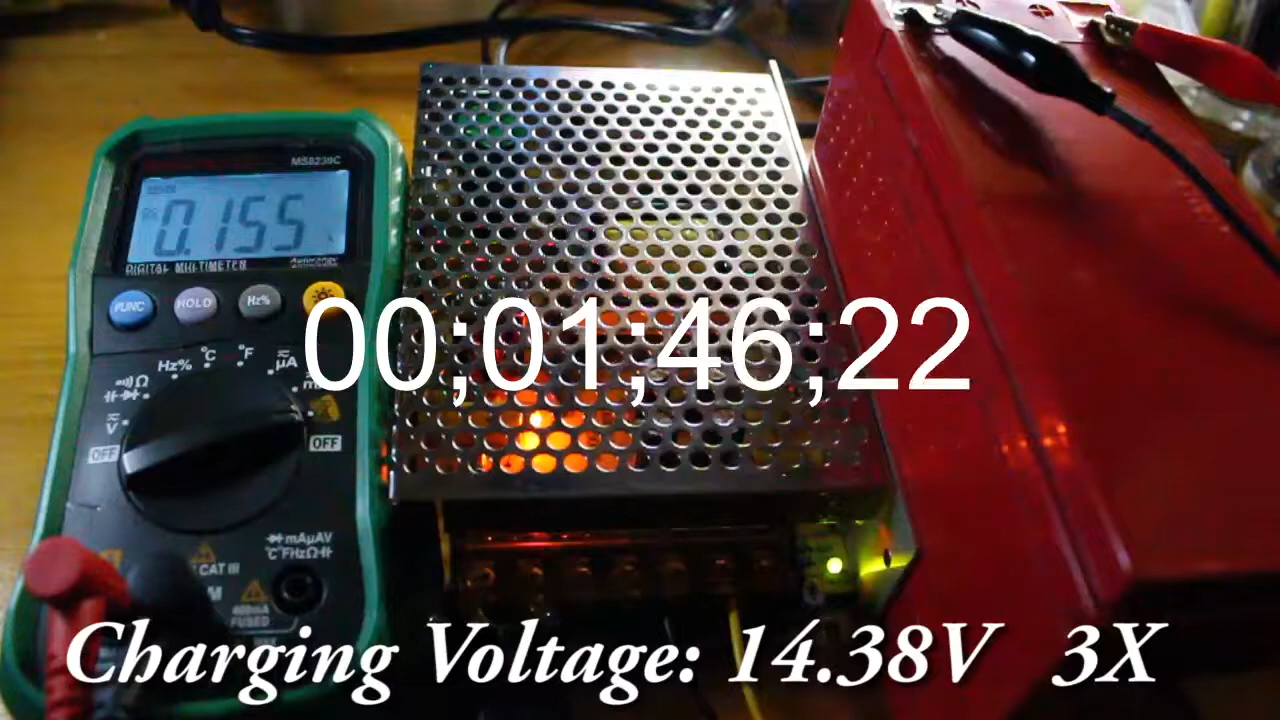 MS8239C
0.155
DIGITAL MULTIMETER
FUNC
HOLD
Hz%
00;01;46;22
Hz% °C °F μA
Ω
V
OFF
OFF
mAμAV
°C°FHzΩ
CAT III
400mA
FUSED
Charging Voltage: 14.38V 3X